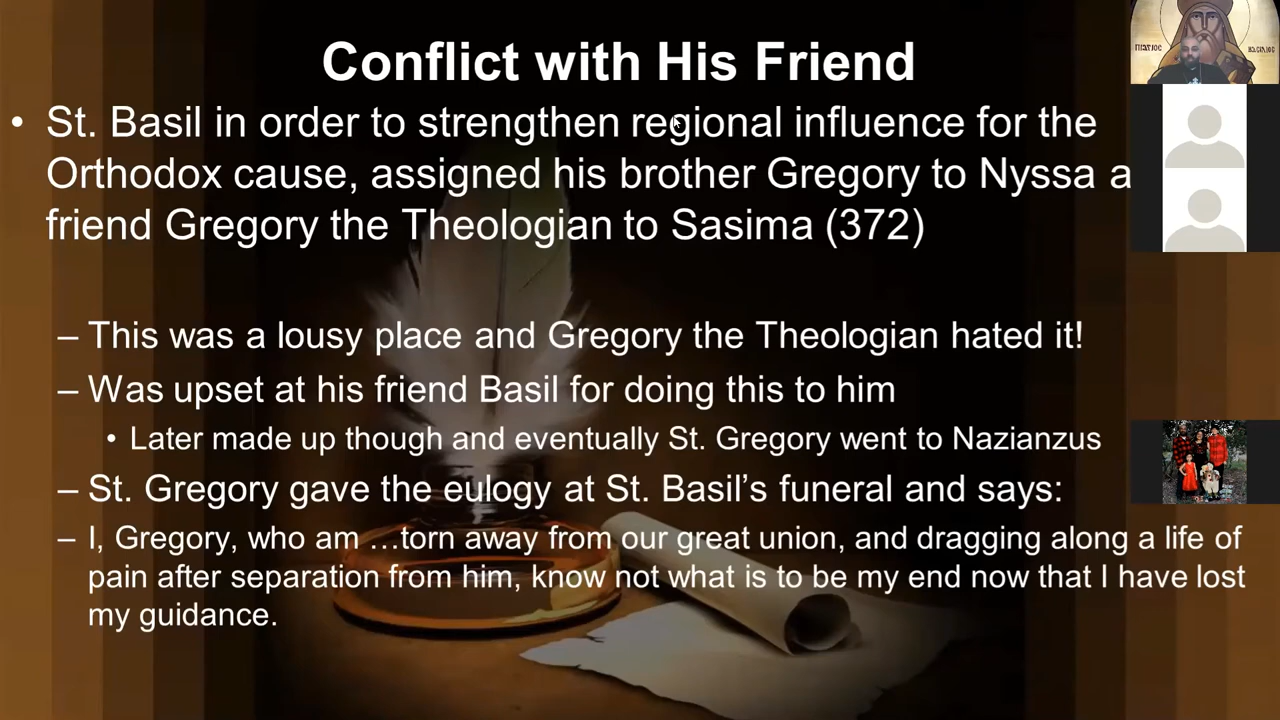 Conflict with His Friend
• St. Basil in order to strengthen regional influence for the
Orthodox cause, assigned his brother Gregory to Nyssa a
friend Gregory the Theologian to Sasima (372)
– This was a lousy place and Gregory the Theologian hated it!
– Was upset at his friend Basil for doing this to him
• Later made up though and eventually St. Gregory went to Nazianzus
– St. Gregory gave the eulogy at St. Basil’s funeral and says:
– I, Gregory, who am …torn away from our great union, and dragging along a life of
pain after separation from him, know not what is to be my end now that I have lost
my guidance.